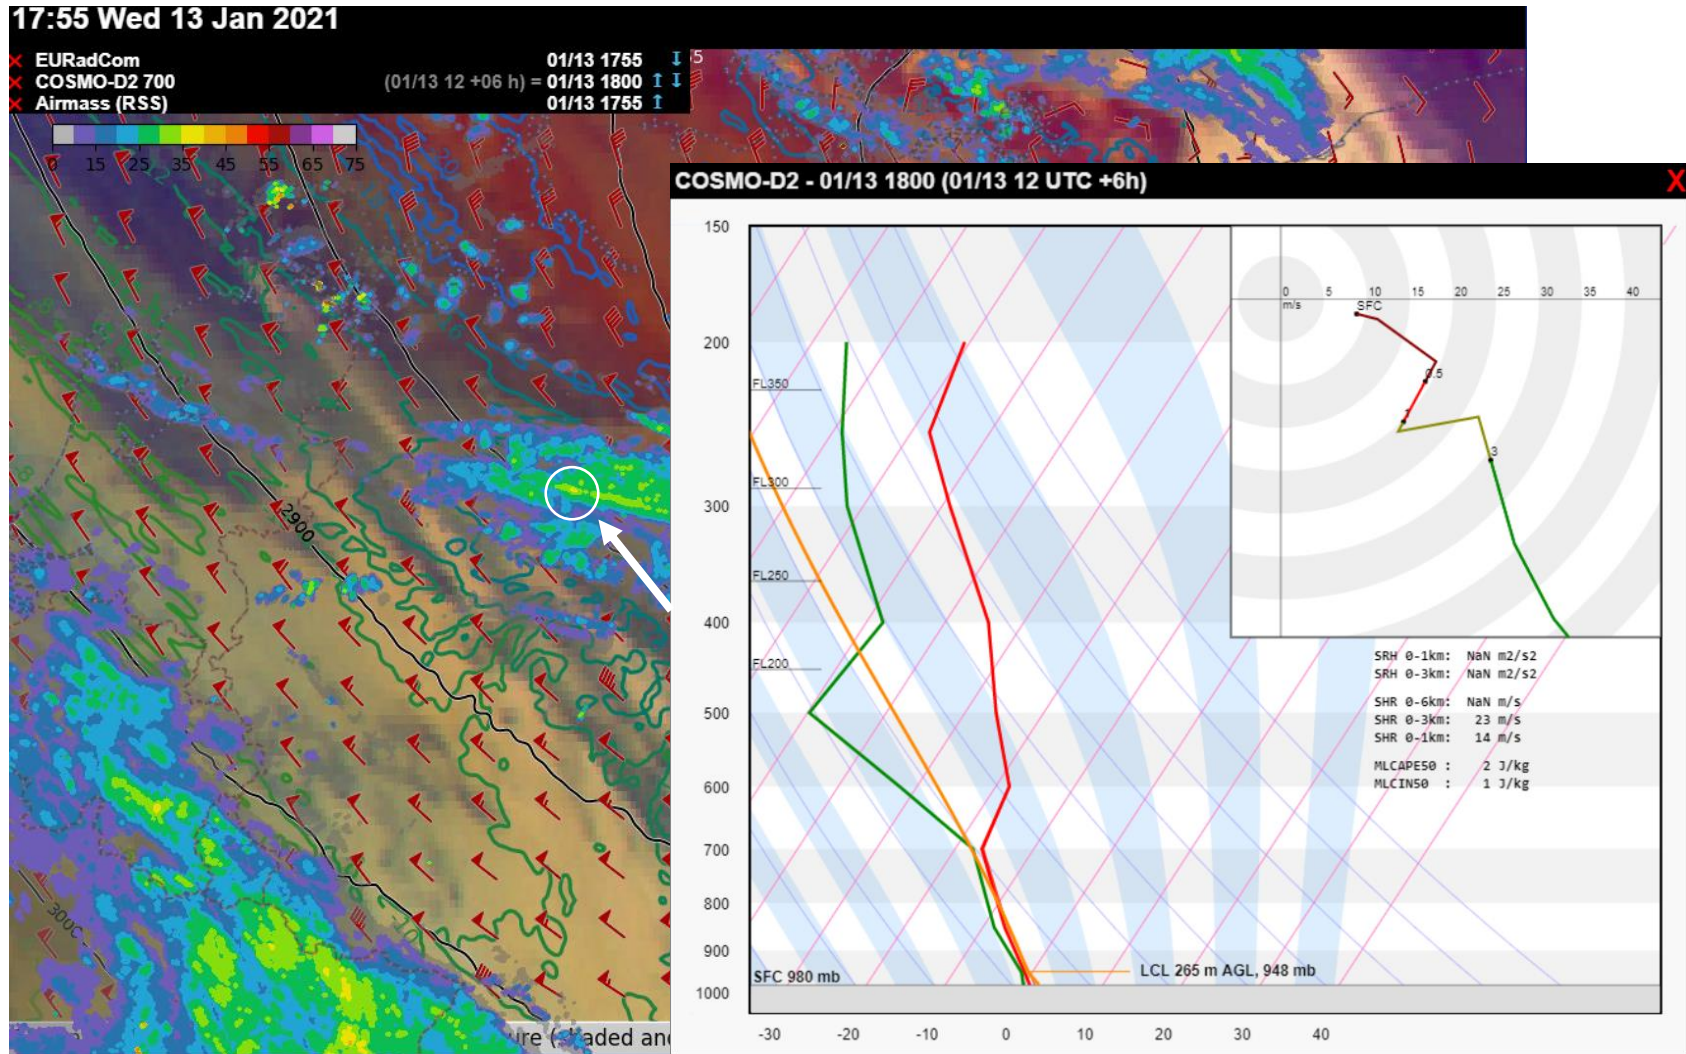 17:55 Wed 13 Jan 2021
EURadCom 01/13 1755
COSMO-D2 700 (01/13 12 +06 h) = 01/13 1800
Airmass (RSS) 01/13 1755
0 15 25 35 45 55 65 75
2900
-10
ure (shaded and
COSMO-D2 - 01/13 1800 (01/13 12 UTC +6h) X
150
200
300
400
500
600
700
800
900
1000
FL350
FL300
FL250
FL200
SFC 980 mb
LCL 265 m AGL, 948 mb
-30 -20 -10 0 10 20 30 40
0 5 10 15 20 25 30 35 40
m/s
SFC
0.5
1
3
SRH 0-1km: NaN m2/s2
SRH 0-3km: NaN m2/s2
SHR 0-6km: NaN m/s
SHR 0-3km: 23 m/s
SHR 0-1km: 14 m/s
MLCAPE50 : 2 J/kg
MLCIN50 : 1 J/kg